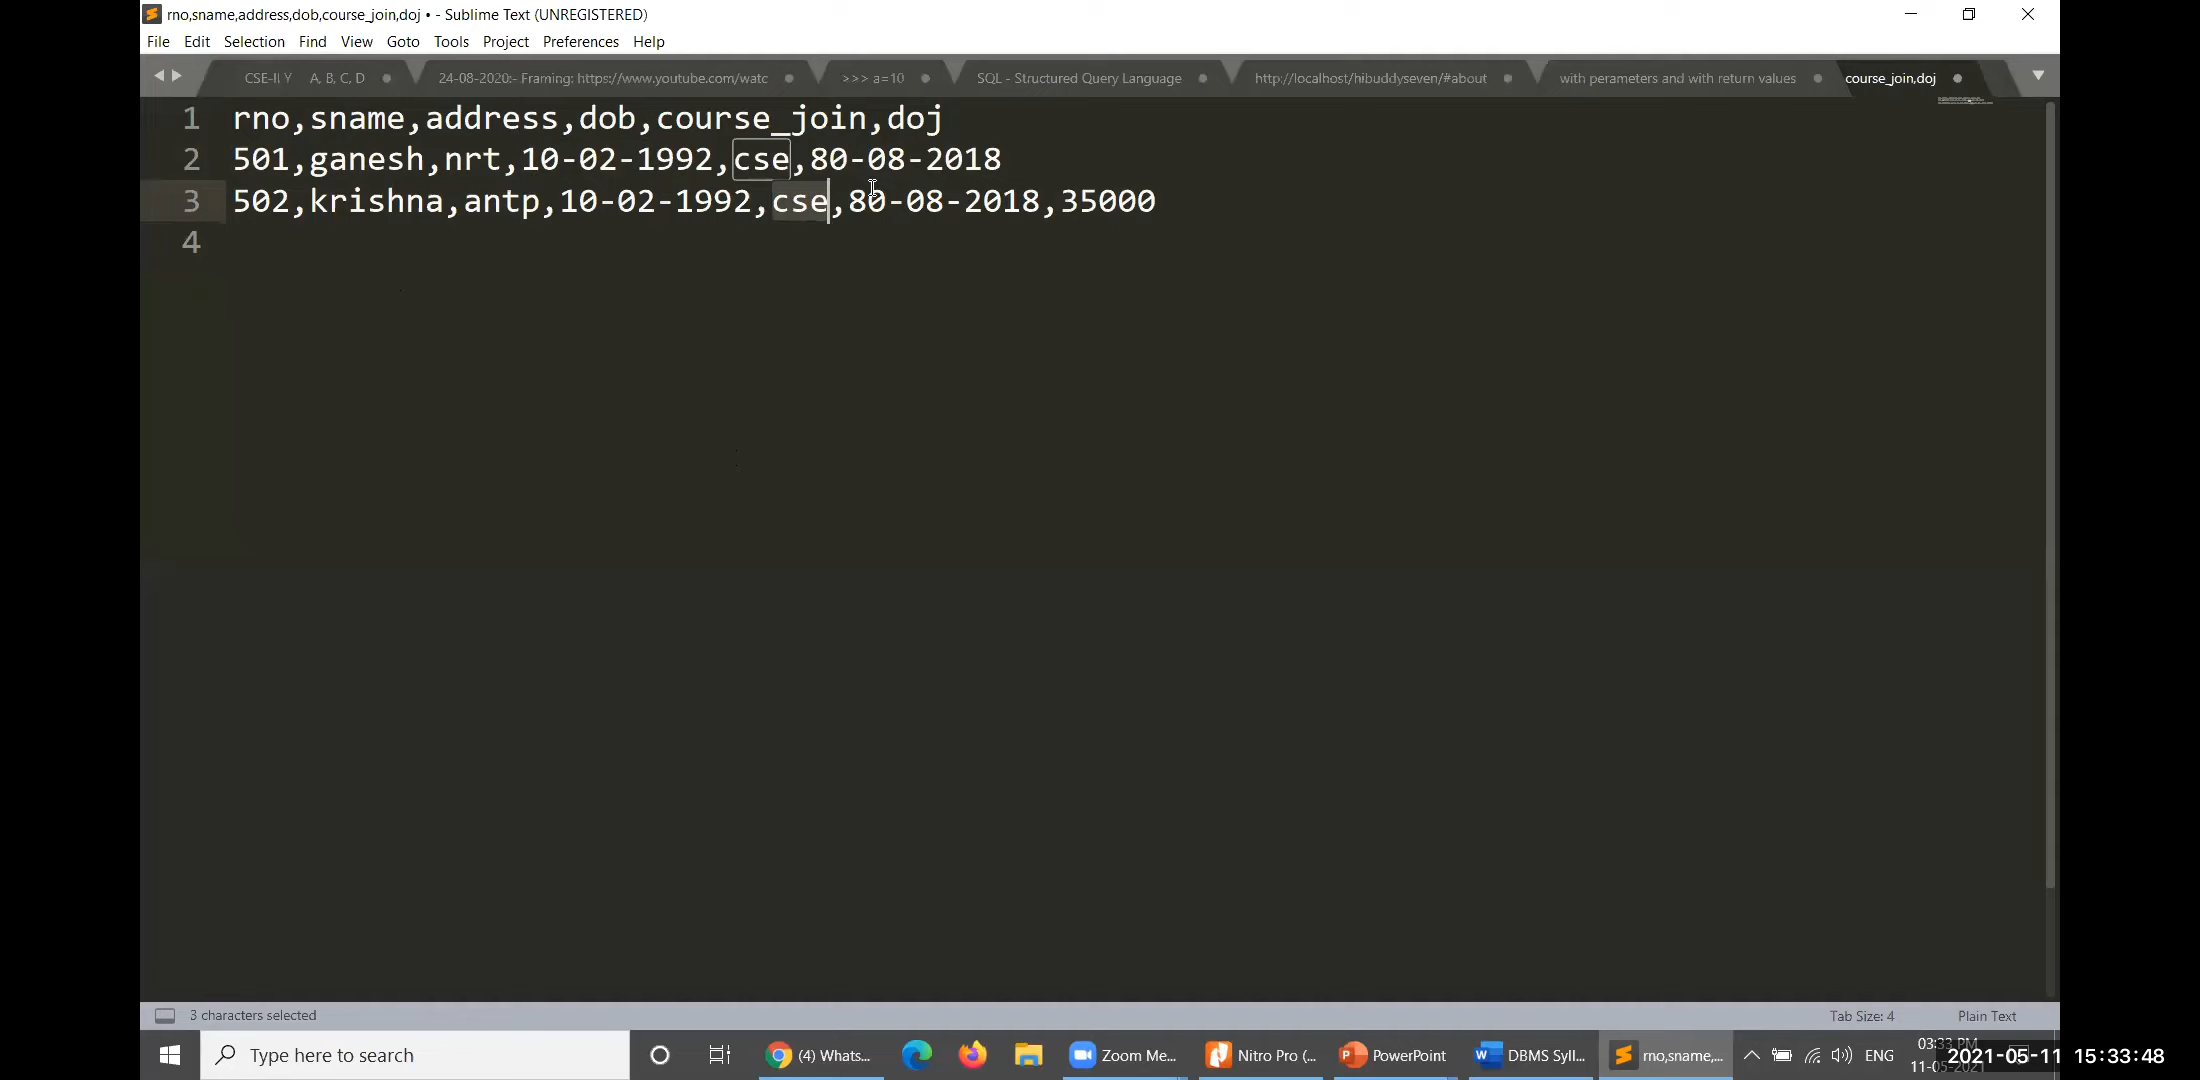 rno,sname,address,dob,course_join,doj • - Sublime Text (UNREGISTERED)
File Edit Selection Find View Goto Tools Project Preferences Help
CSE-II Y A, B, C, D 24-08-2020:- Framing: https://www.youtube.com/watc >>> a=10 SQL - Structured Query Language http://localhost/hibuddyseven/#about with perameters and with return values course_join,doj
1 rno,sname,address,dob,course_join,doj
2 501,ganesh,nrt,10-02-1992,cse,80-08-2018
3 502,krishna,antp,10-02-1992,cse,80-08-2018,35000
4
3 characters selected Tab Size: 4 Plain Text
Type here to search (4) Whats... Zoom Me... Nitro Pro (... PowerPoint DBMS Syll... rno,sname,... ENG 03:33 PM
11-05-2021
2021-05-11 15:33:48